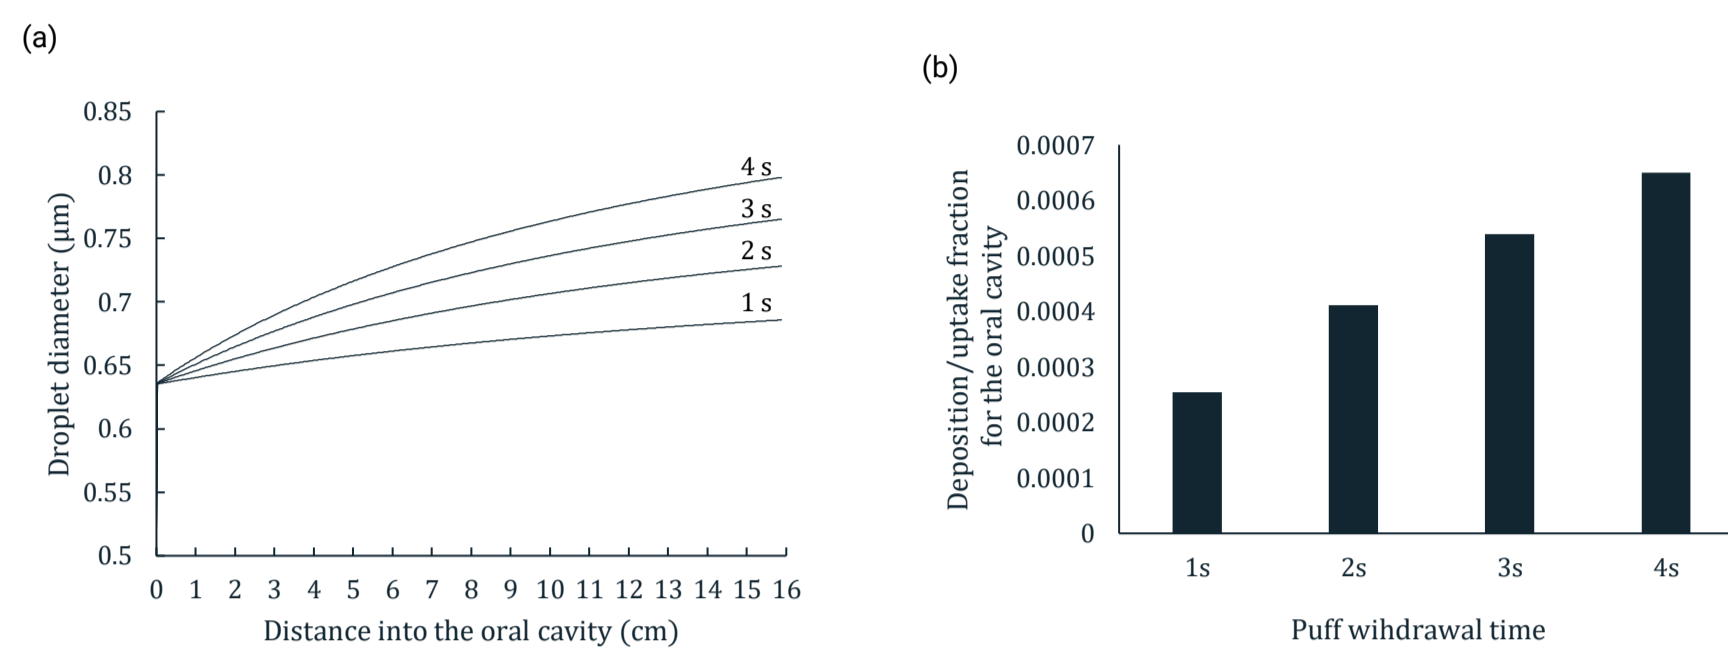 (a)
0.85
0.8
0.75
0.7
0.65
0.6
0.55
0.5
Droplet diameter (μm)
4 s
3 s
2 s
1 s
0 1 2 3 4 5 6 7 8 9 10 11 12 13 14 15 16
Distance into the oral cavity (cm)
(b)
0.0007
0.0006
0.0005
0.0004
0.0003
0.0002
0.0001
0
Deposition/uptake fraction
for the oral cavity
1s 2s 3s 4s
Puff wihdrawal time